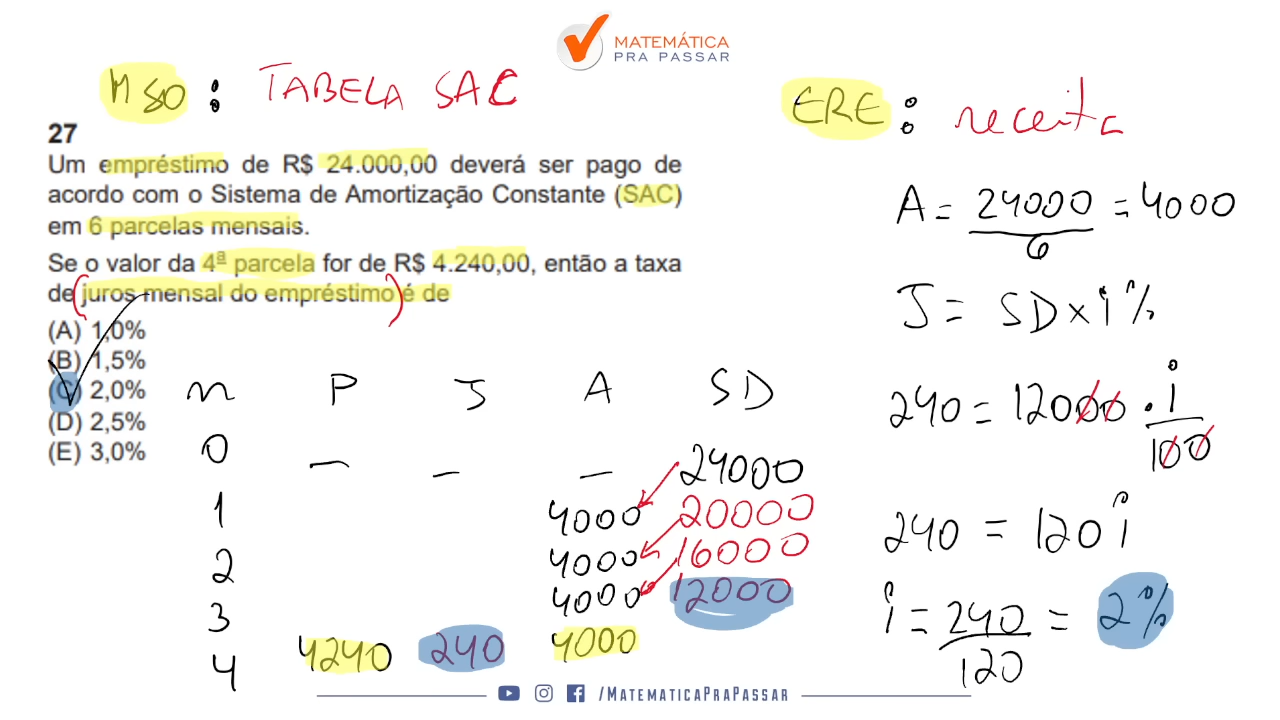 MATEMÁTICA
PRA PASSAR
MSO : TABELA SAC
ERE : receita
27
Um empréstimo de R$ 24.000,00 deverá ser pago de
acordo com o Sistema de Amortização Constante (SAC)
em 6 parcelas mensais.
Se o valor da 4ª parcela for de R$ 4.240,00, então a taxa
de (juros mensal do empréstimo) é de
(A) 1,0%
(B) 1,5%
(C) 2,0%
(D) 2,5%
(E) 3,0%
n P J A SD
0 — — — 24000
1 4000 20000
2 4000 16000
3 4000 12000
4 4240 240 4000
A = 24000/6 = 4000
J = SD x i%
240 = 12000 . i/100
240 = 120 i
i = 240/120 = 2%
/MATEMATICAPRAPASSAR